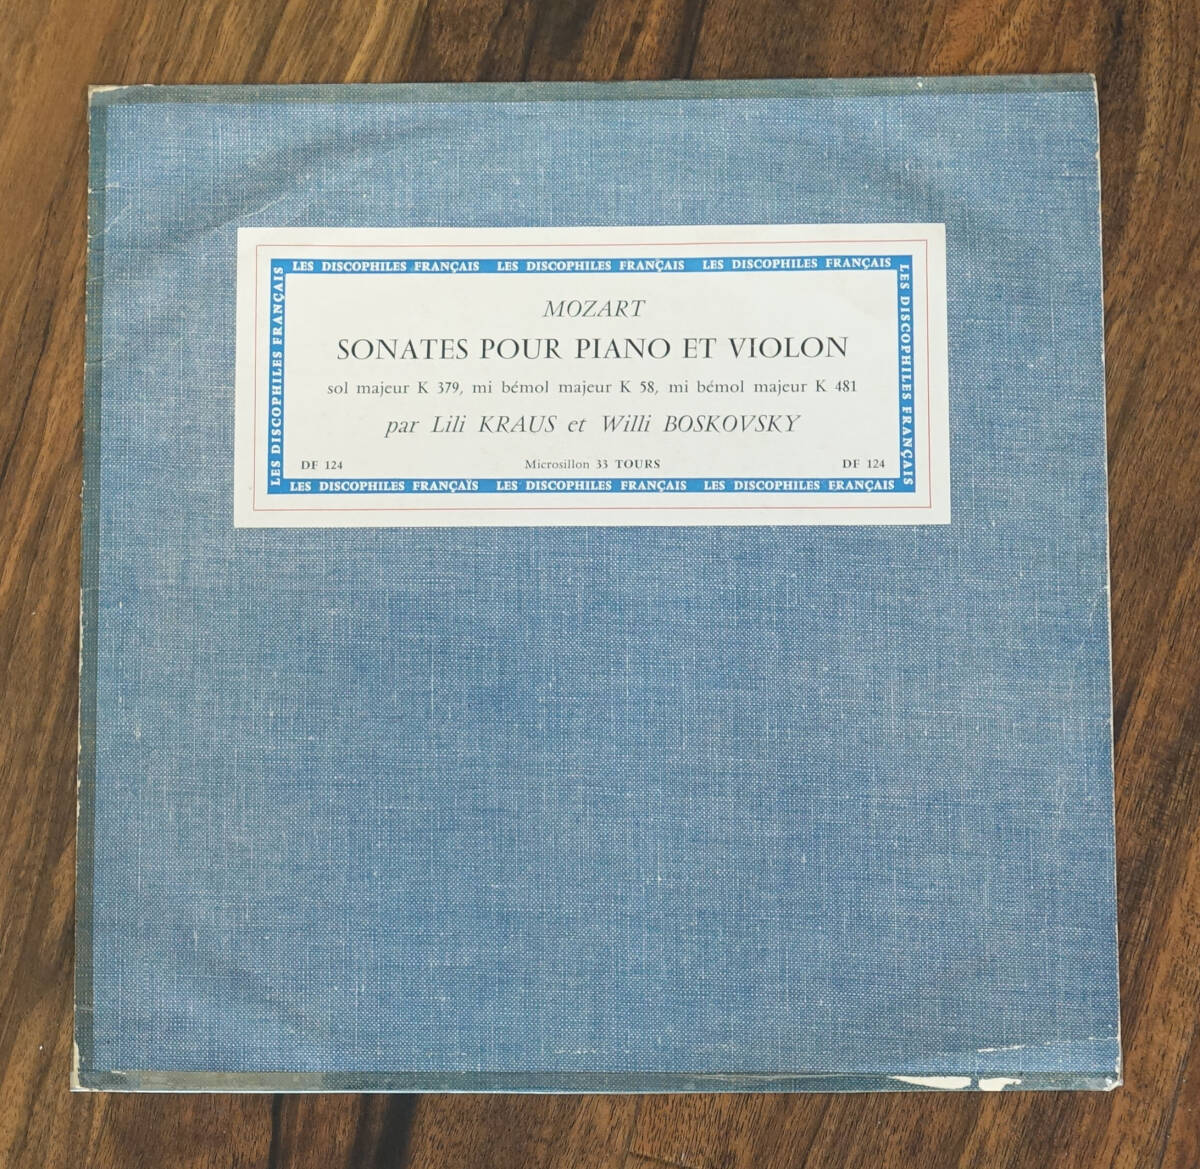 LES DISCOPHILES FRANÇAIS LES DISCOPHILES FRANÇAIS LES DISCOPHILES FRANÇAIS
LES DISCOPHILES FRANÇAIS
LES DISCOPHILES FRANÇAIS
MOZART
SONATES POUR PIANO ET VIOLON
sol majeur K 379, mi bémol majeur K 58, mi bémol majeur K 481
par Lili KRAUS et Willi BOSKOVSKY
DF 124 Microsillon 33 TOURS DF 124
LES DISCOPHILES FRANÇAIS LES DISCOPHILES FRANÇAIS LES DISCOPHILES FRANÇAIS